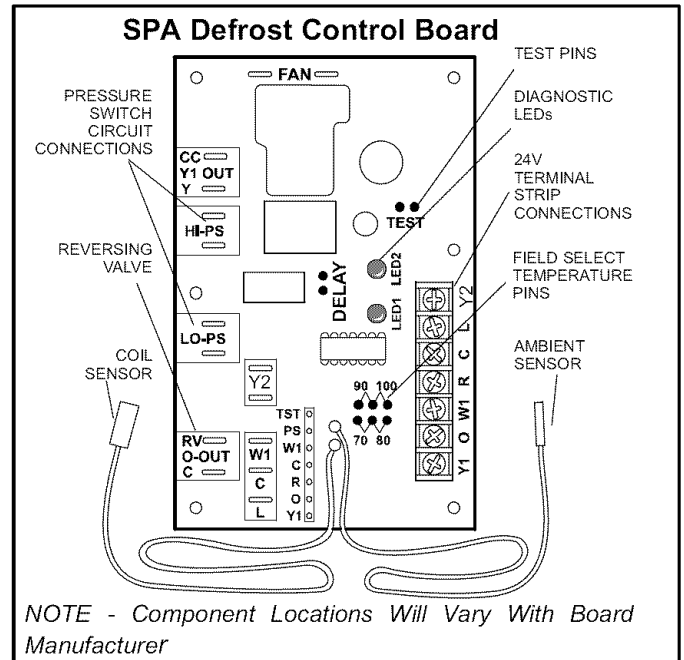 SPA Defrost Control Board
FAN
TEST PINS
DIAGNOSTIC
LEDs
24V
TERMINAL
STRIP
CONNECTIONS
FIELD SELECT
TEMPERATURE
PINS
AMBIENT
SENSOR
PRESSURE
SWITCH
CIRCUIT
CONNECTIONS
REVERSING
VALVE
COIL
SENSOR
CC
Y1 OUT
Y
HI-PS
LO-PS
RV
O-OUT
C
TEST
DELAY
LED2
LED1
Y2
W1
C
L
TST
PS
W1
C
R
O
Y1
90 100
70 80
Y2
L
C
R
W1
O
Y1
NOTE - Component Locations Will Vary With Board
Manufacturer